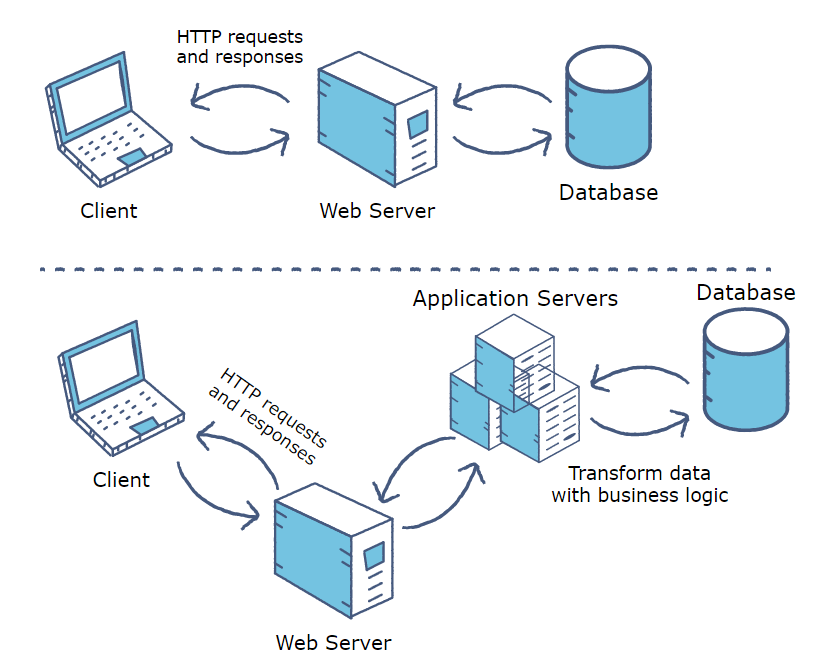 HTTP requests
and responses
Client
Web Server
Database
Application Servers
Database
HTTP requests
and responses
Client
Transform data
with business logic
Web Server